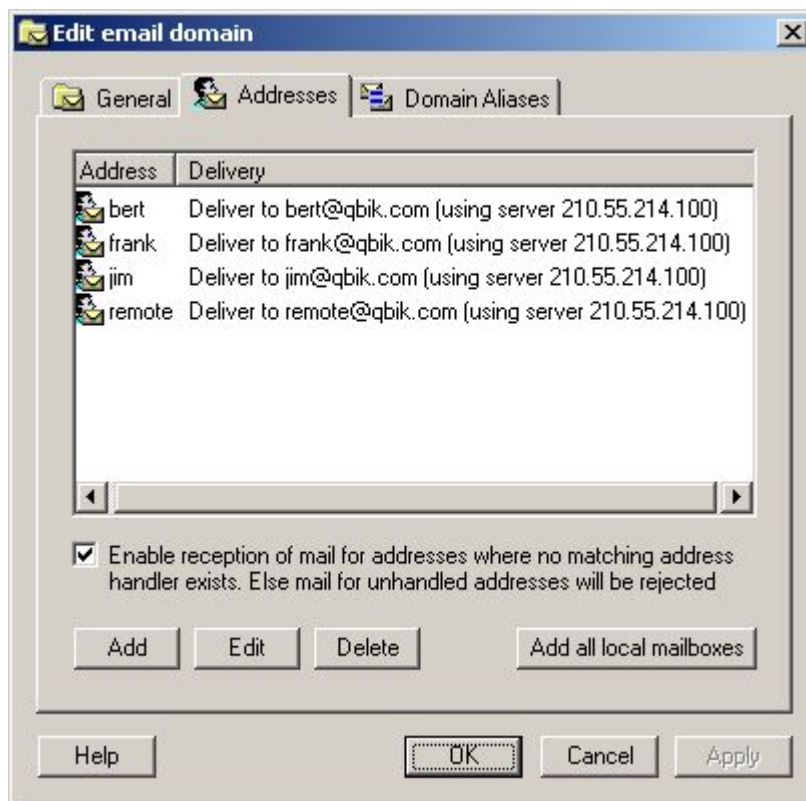 Edit email domain
General Addresses Domain Aliases
Address Delivery
bert Deliver to bert@qbik.com (using server 210.55.214.100)
frank Deliver to frank@qbik.com (using server 210.55.214.100)
jim Deliver to jim@qbik.com (using server 210.55.214.100)
remote Deliver to remote@qbik.com (using server 210.55.214.100)
Enable reception of mail for addresses where no matching address
handler exists. Else mail for unhandled addresses will be rejected
Add Edit Delete Add all local mailboxes
Help OK Cancel Apply